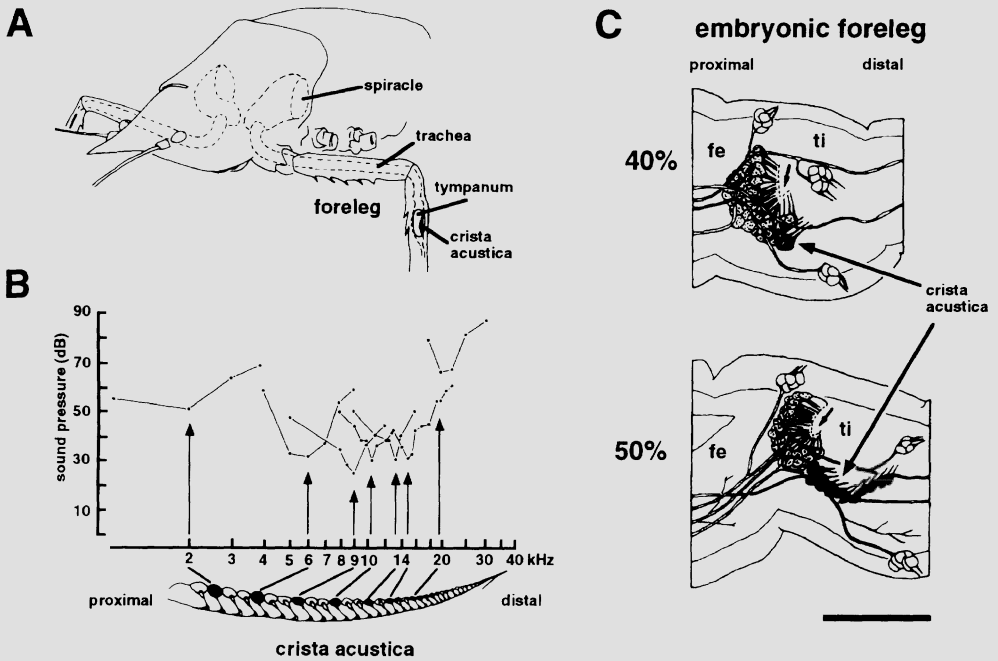 A
spiracle
trachea
tympanum
foreleg
crista
acustica
B
90
70
50
30
10
sound pressure (dB)
2 3 4 5 6 7 8 9 10 14 20 30 40 kHz
proximal
distal
crista acustica
C
embryonic foreleg
proximal distal
fe ti
40%
crista
acustica
fe ti
50%